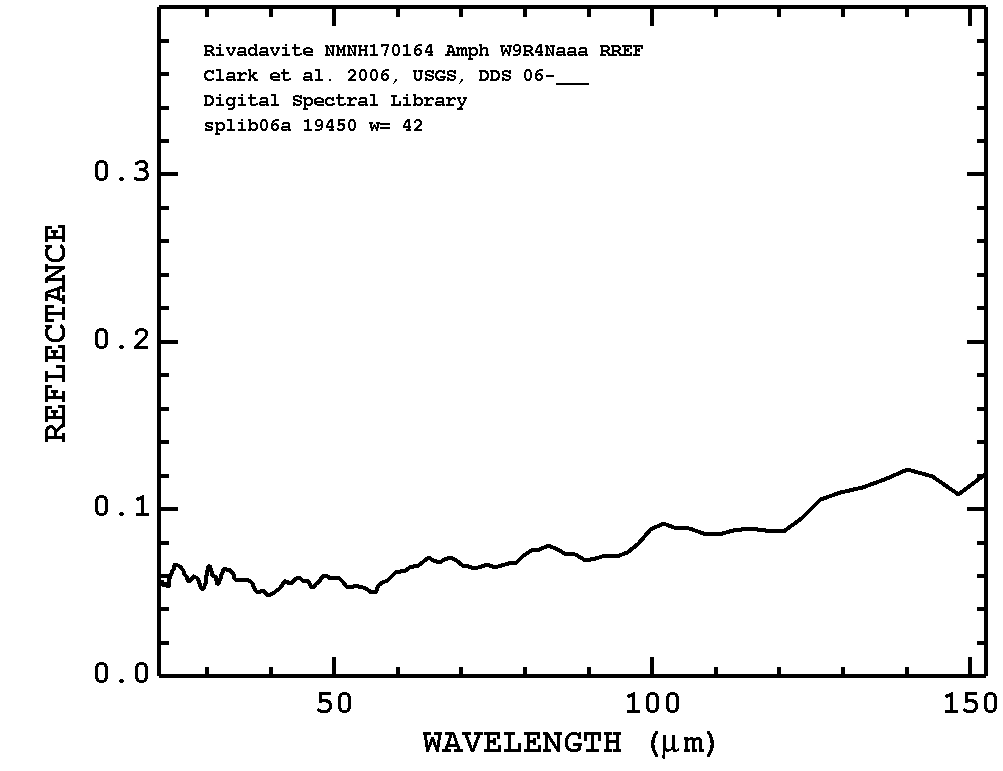 Rivadavite NMNH170164 Amph W9R4Naaa RREF
Clark et al. 2006, USGS, DDS 06-___
Digital Spectral Library
splib06a 19450 w= 42
REFLECTANCE
0.3
0.2
0.1
0.0
50
100
150
WAVELENGTH (μm)